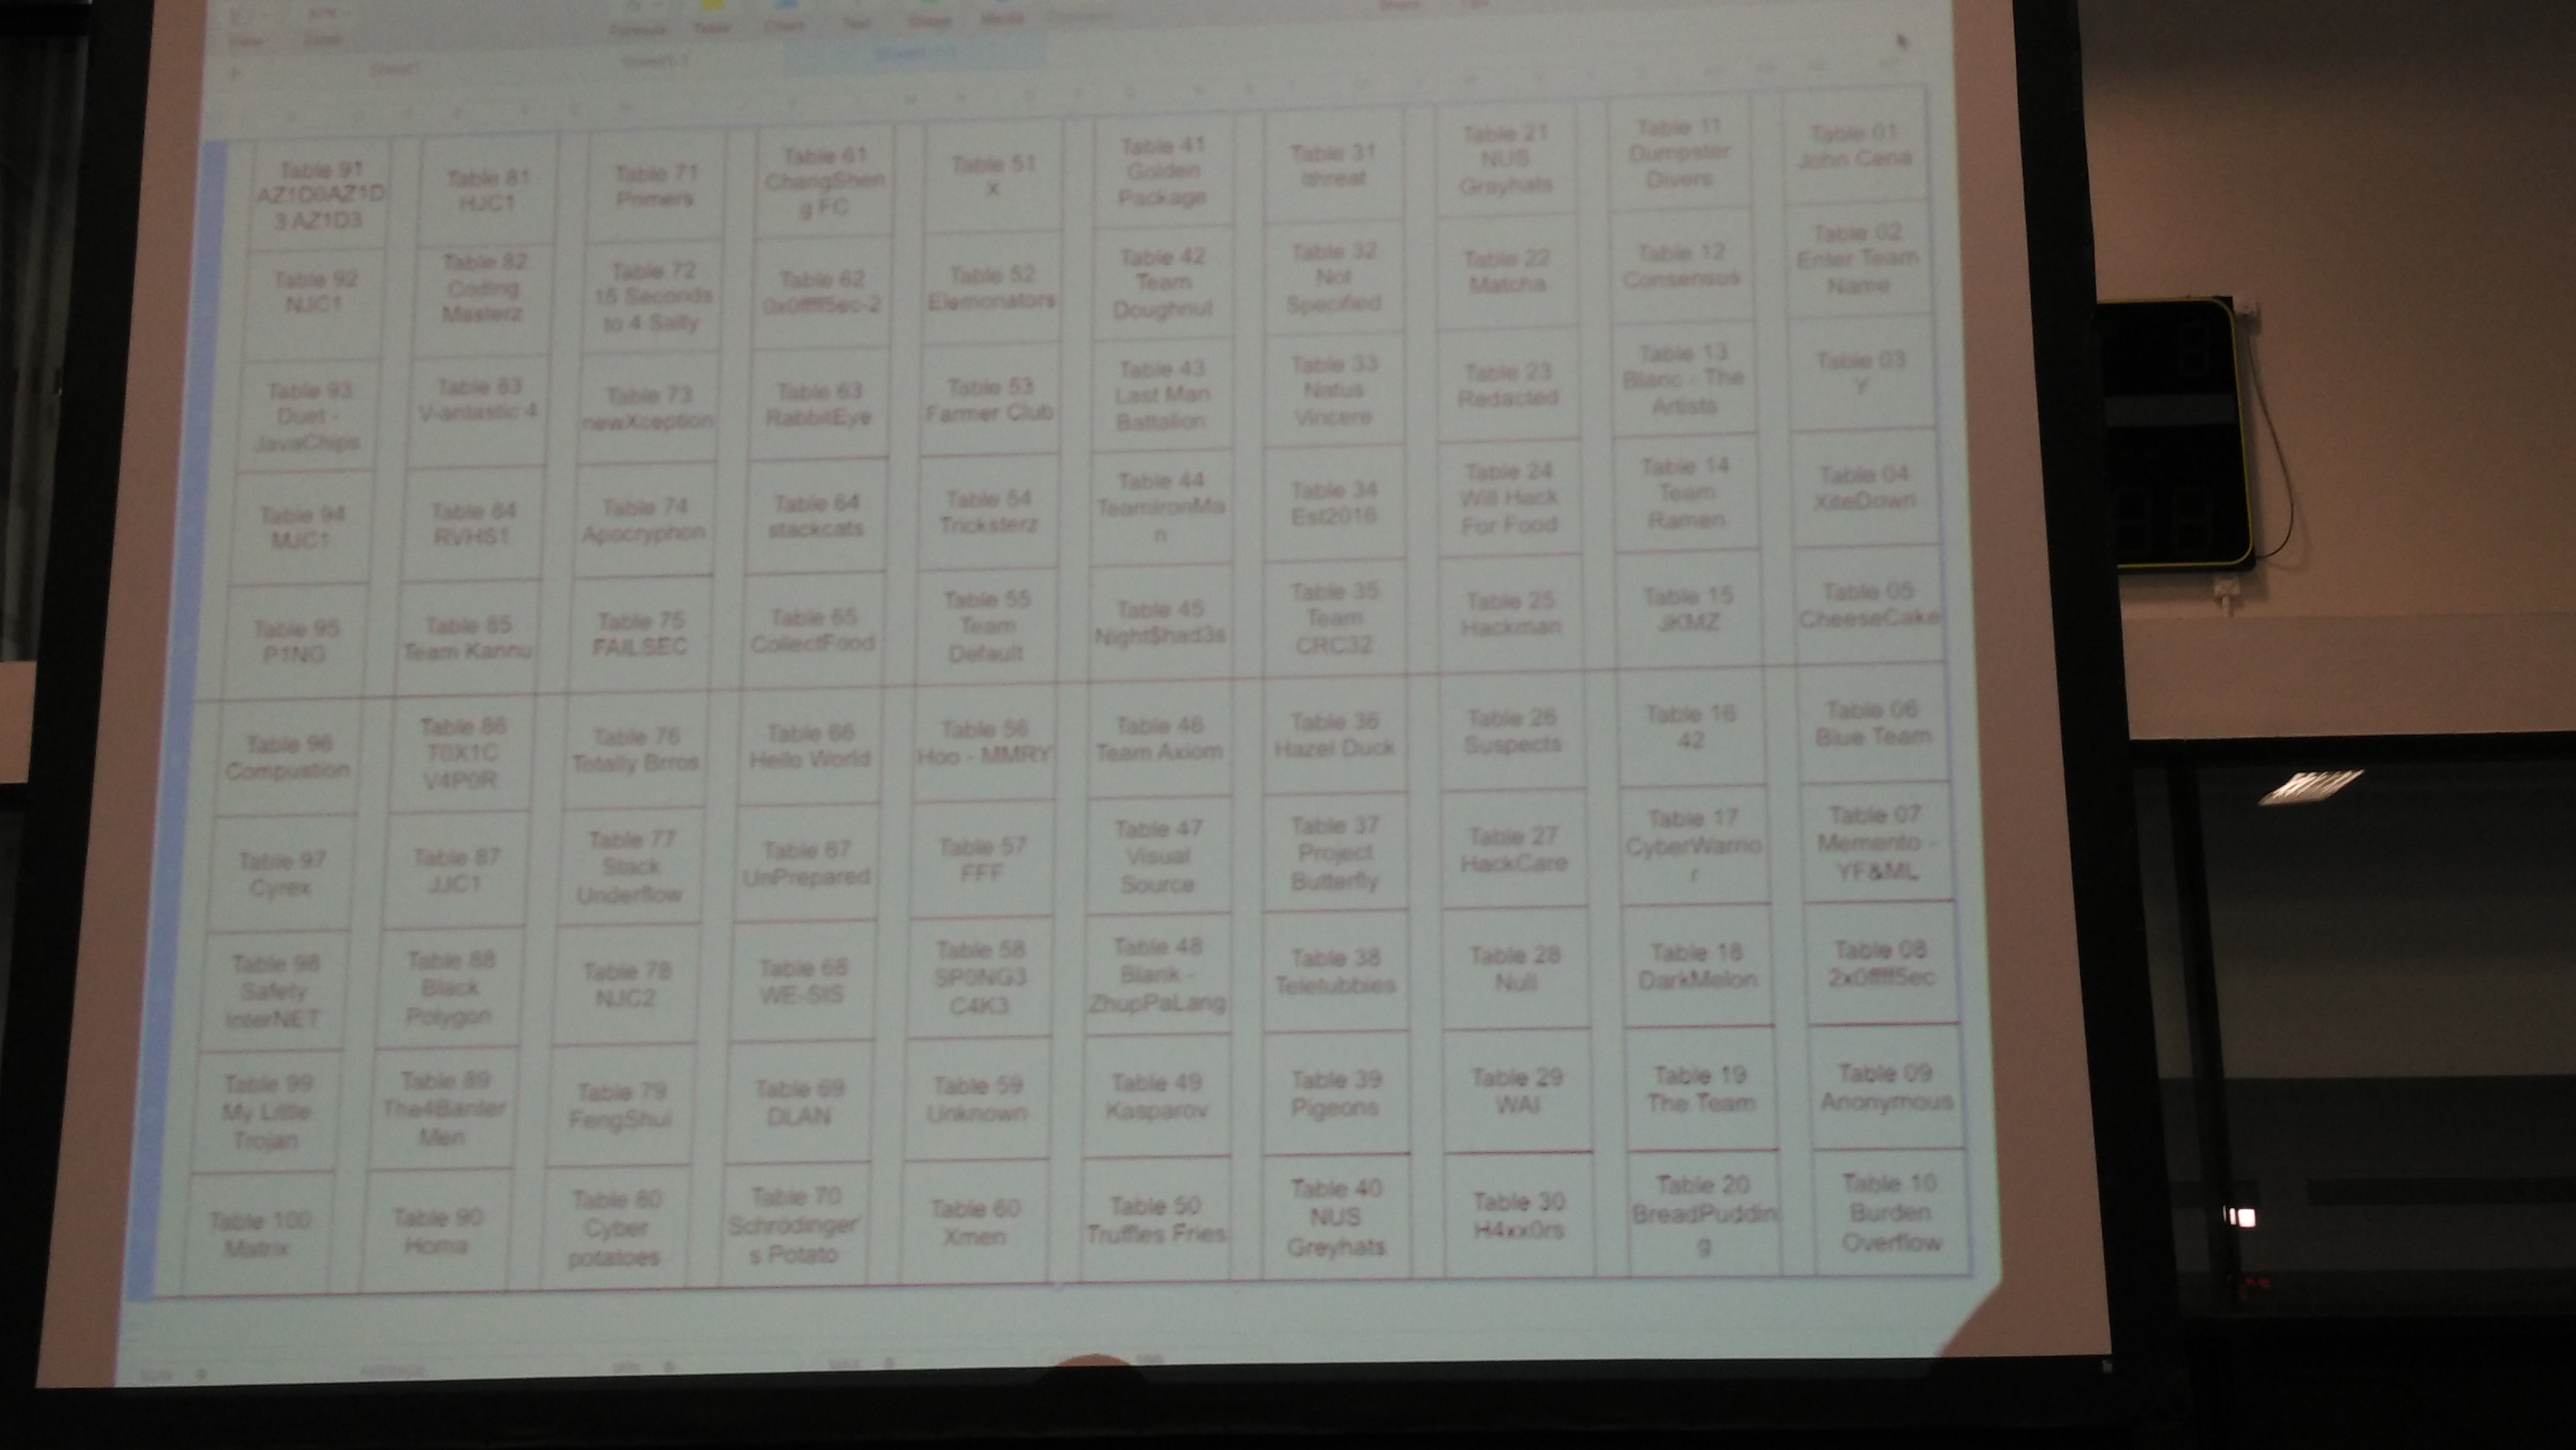 Formula Table Chart Text Shape Media
Table 91
AZ1D0AZ1D
3 AZ1D3
Table 81
HJC1
Table 71
Primers
Table 61
ChangShen
g FC
Table 51
X
Table 41
Golden
Package
Table 31
Ithreat
Table 21
NUS
Grayhats
Table 11
Dumpster
Divers
Table 01
John Cena
Table 92
NJC1
Table 82
Coding
Masterz
Table 72
15 Seconds
to 4 Salty
Table 62
0x0fffff5ec-2
Table 52
Elemonators
Table 42
Team
Doughnut
Table 32
Not
Specified
Table 22
Matcha
Table 12
Consensus
Table 02
Enter Team
Name
Table 93
Duet -
JavaChips
Table 83
V-antastic 4
Table 73
newXception
Table 63
RabbitEye
Table 53
Farmer Club
Table 43
Last Man
Battalion
Table 33
Natus
Vincere
Table 23
Redacted
Table 13
Blanc - The
Artists
Table 03
Y
Table 94
MJC1
Table 84
RVHS1
Table 74
Apocryphon
Table 64
stackcats
Table 54
Tricksterz
Table 44
TeamIronMa
n
Table 34
Est2016
Table 24
Will Hack
For Food
Table 14
Team
Ramen
Table 04
XiteDown
Table 95
P1NG
Table 85
Team Kannu
Table 75
FAILSEC
Table 65
CollectFood
Table 55
Team
Default
Table 45
Night$had3s
Table 35
Team
CRC32
Table 25
Hackman
Table 15
JKMZ
Table 05
CheeseCake
Table 96
Compustion
Table 86
T0X1C
V4P0R
Table 76
Totally Brros
Table 66
Hello World
Table 56
Hoo - MMRY
Table 46
Team Axiom
Table 36
Hazel Duck
Table 26
Suspects
Table 16
42
Table 06
Blue Team
Table 97
Cyrex
Table 87
JJC1
Table 77
Stack
Underflow
Table 67
UnPrepared
Table 57
FFF
Table 47
Visual
Source
Table 37
Project
Butterfly
Table 27
HackCare
Table 17
CyberWarrio
r
Table 07
Memento -
YF&ML
Table 98
Safety
InterNET
Table 88
Black
Polygon
Table 78
NJC2
Table 68
WE-SIS
Table 58
SP0NG3
C4K3
Table 48
Blank -
ZhupPaLang
Table 38
Teletubbies
Table 28
Null
Table 18
DarkMelon
Table 08
2x0fffff5ec
Table 99
My Little
Trojan
Table 89
The4Banter
Men
Table 79
FengShui
Table 69
DLAN
Table 59
Unknown
Table 49
Kasparov
Table 39
Pigeons
Table 29
WAI
Table 19
The Team
Table 09
Anonymous
Table 100
Matrix
Table 90
Homa
Table 80
Cyber
potatoes
Table 70
Schrödinger'
s Potato
Table 60
Xmen
Table 50
Truffles Fries
Table 40
NUS
Greyhats
Table 30
H4xx0rs
Table 20
BreadPuddin
g
Table 10
Burden
Overflow